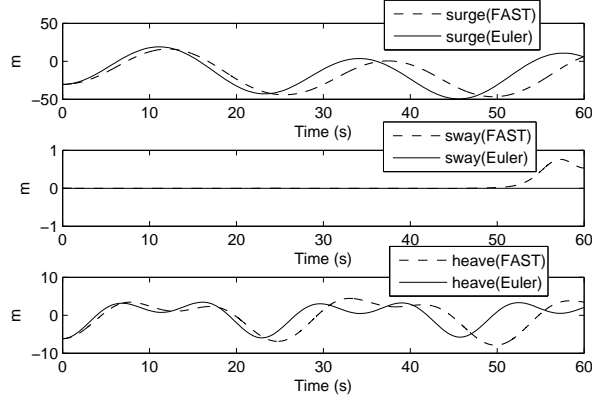 surge(FAST)
surge(Euler)
50
0
-50
m
0 10 20 30 40 50 60
Time (s)
sway(FAST)
sway(Euler)
1
0
-1
m
0 10 20 30 40 50 60
Time (s)
heave(FAST)
heave(Euler)
10
0
-10
m
0 10 20 30 40 50 60
Time (s)